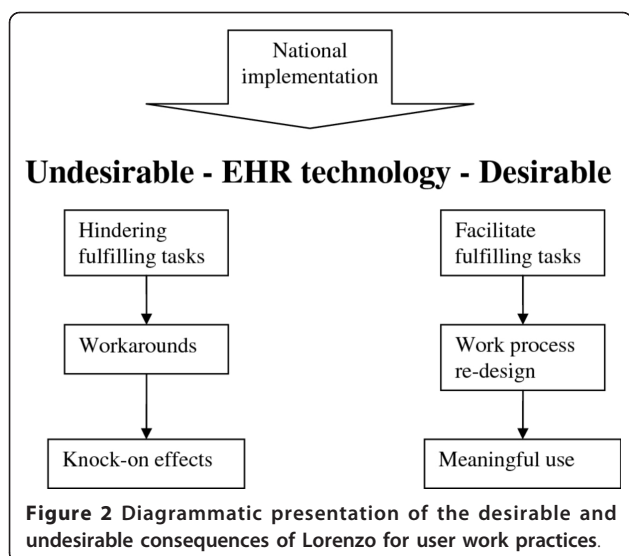 National
implementation
Undesirable - EHR technology - Desirable
Hindering
fulfilling tasks
Facilitate
fulfilling tasks
Workarounds
Work process
re-design
Knock-on effects
Meaningful use
Figure 2 Diagrammatic presentation of the desirable and
undesirable consequences of Lorenzo for user work practices.